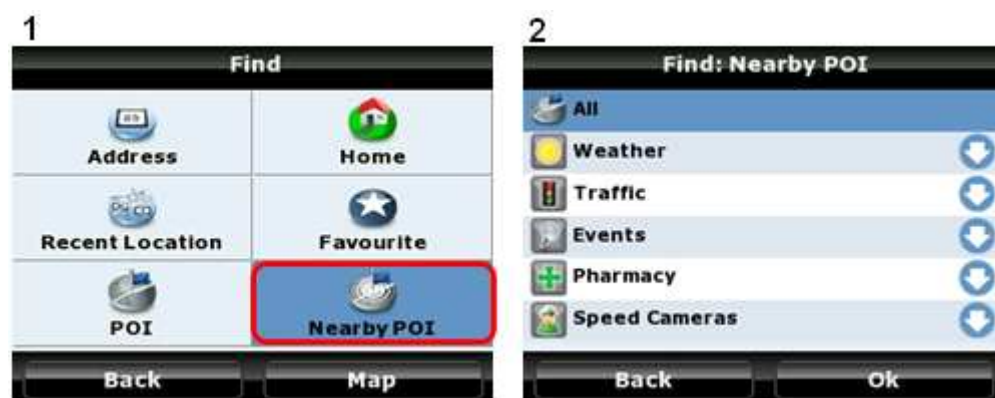 1
Find
Address
Home
Recent Location
Favourite
POI
Nearby POI
Back
Map
2
Find: Nearby POI
All
Weather
Traffic
Events
Pharmacy
Speed Cameras
Back
Ok